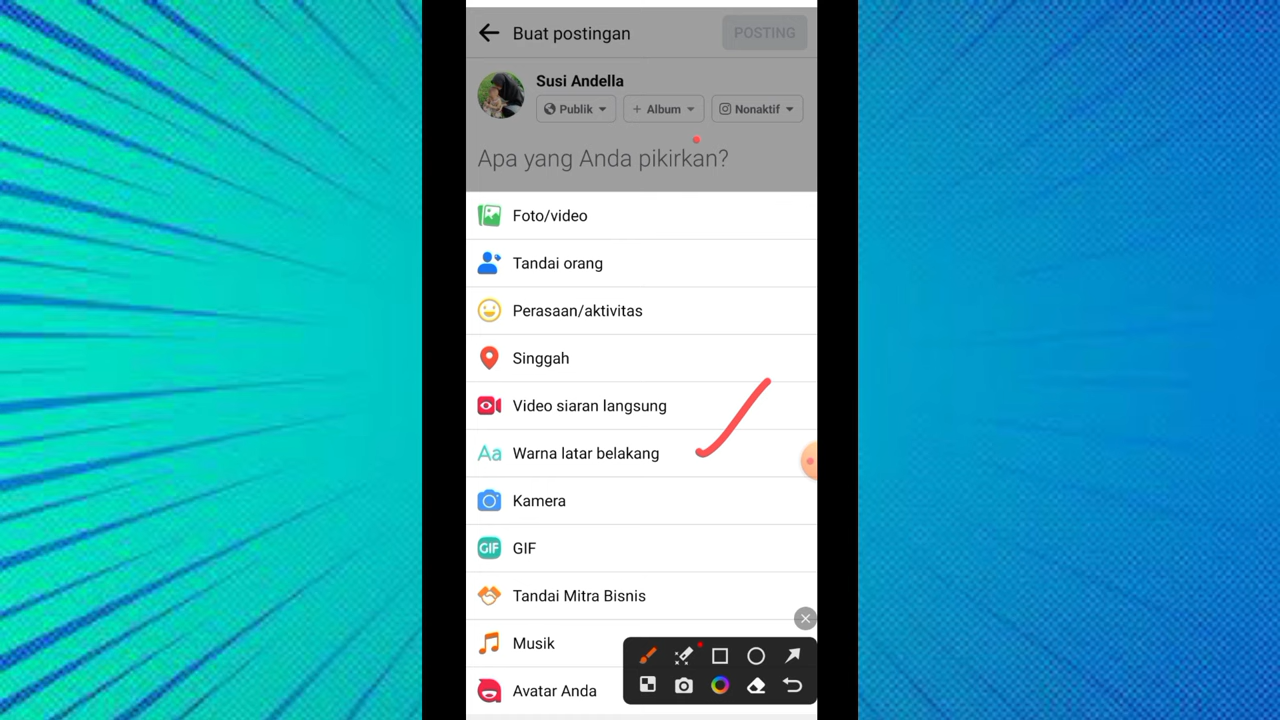 Buat postingan
POSTING
Susi Andella
Publik
+ Album
Nonaktif
Apa yang Anda pikirkan?
Foto/video
Tandai orang
Perasaan/aktivitas
Singgah
Video siaran langsung
Aa Warna latar belakang
Kamera
GIF GIF
Tandai Mitra Bisnis
Musik
Avatar Anda